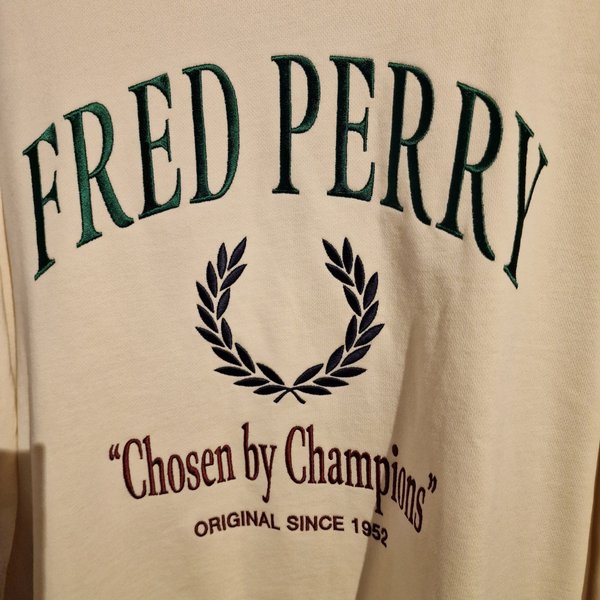 FRED PERRY
“Chosen by Champions”
ORIGINAL SINCE 1952